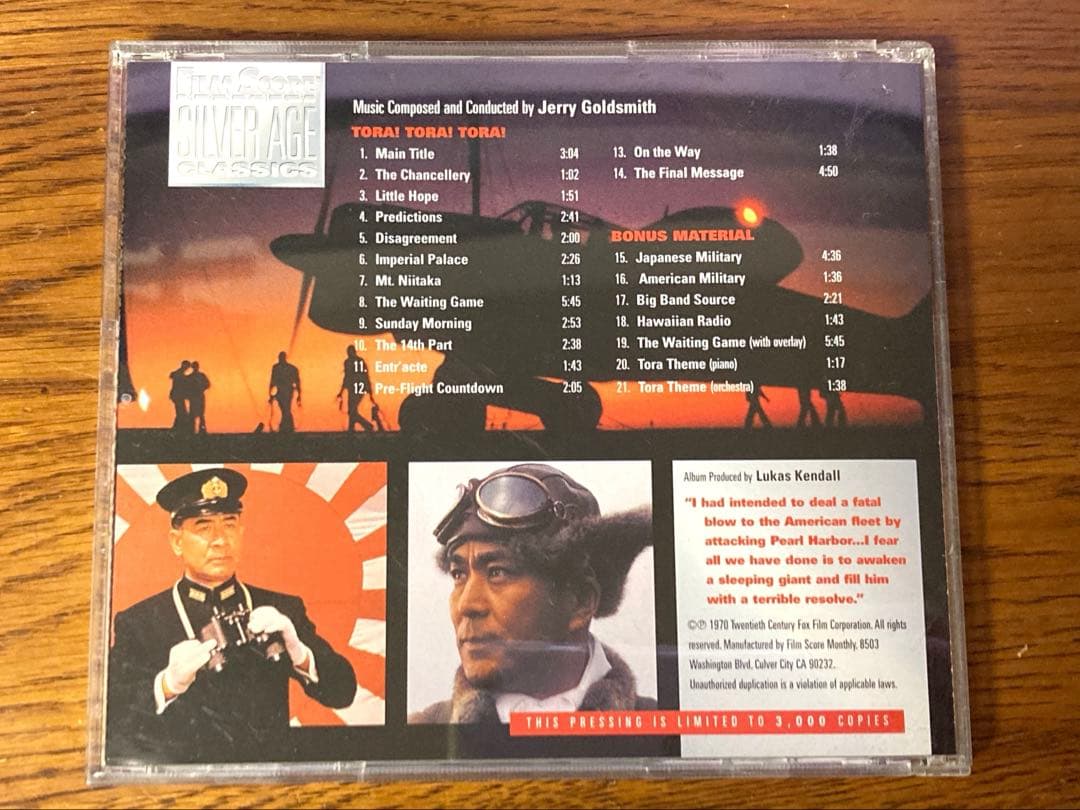 FILM SCORE
SILVER AGE
CLASSICS
Music Composed and Conducted by Jerry Goldsmith
TORA! TORA! TORA!
1. Main Title 3:04
2. The Chancellery 1:02
3. Little Hope 1:51
4. Predictions 2:41
5. Disagreement 2:00
6. Imperial Palace 2:26
7. Mt. Niitaka 1:13
8. The Waiting Game 5:45
9. Sunday Morning 2:53
10. The 14th Part 2:38
11. Entr'acte 1:43
12. Pre-Flight Countdown 2:05
13. On the Way 1:38
14. The Final Message 4:50
BONUS MATERIAL
15. Japanese Military 4:36
16. American Military 1:36
17. Big Band Source 2:21
18. Hawaiian Radio 1:43
19. The Waiting Game (with overlay) 5:45
20. Tora Theme (piano) 1:17
21. Tora Theme (orchestra) 1:38
Album Produced by Lukas Kendall
"I had intended to deal a fatal
blow to the American fleet by
attacking Pearl Harbor...I fear
all we have done is to awaken
a sleeping giant and fill him
with a terrible resolve."
©℗ 1970 Twentieth Century Fox Film Corporation. All rights
reserved. Manufactured by Film Score Monthly, 8503
Washington Blvd, Culver City CA 90232.
Unauthorized duplication is a violation of applicable laws.
THIS PRESSING IS LIMITED TO 3,000 COPIES